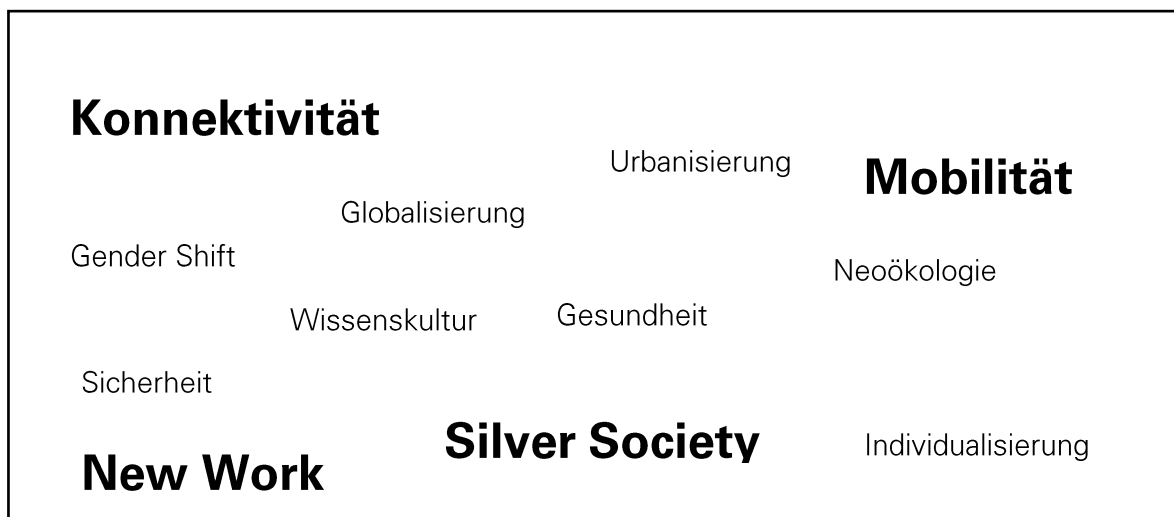 Konnektivität
Urbanisierung
Mobilität
Globalisierung
Gender Shift
Neoökologie
Wissenskultur
Gesundheit
Sicherheit
Silver Society
Individualisierung
New Work